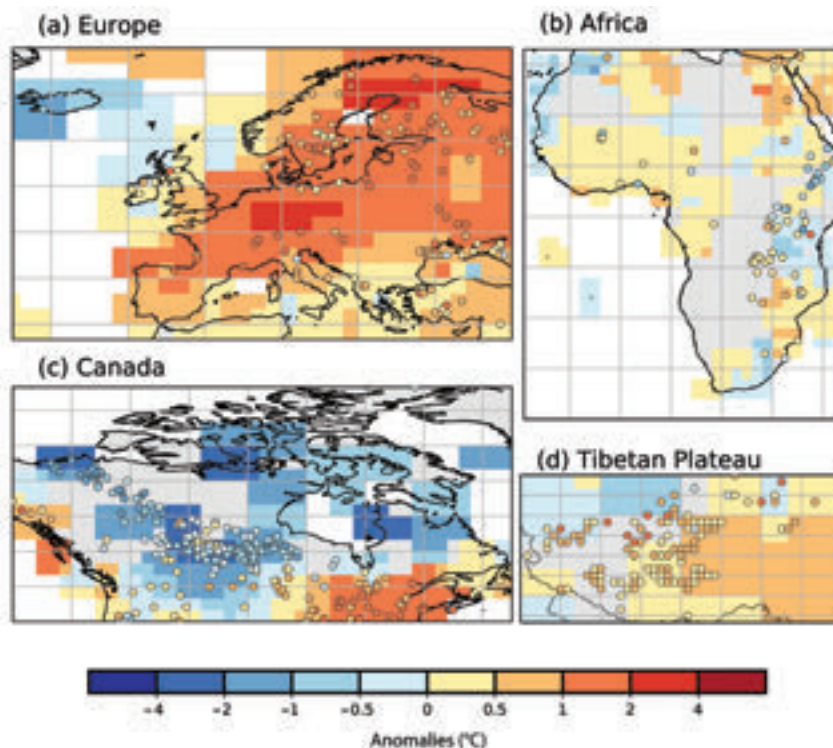 (a) Europe
(b) Africa
(c) Canada
(d) Tibetan Plateau
-4 -2 -1 -0.5 0 0.5 1 2 4
Anomalies (°C)